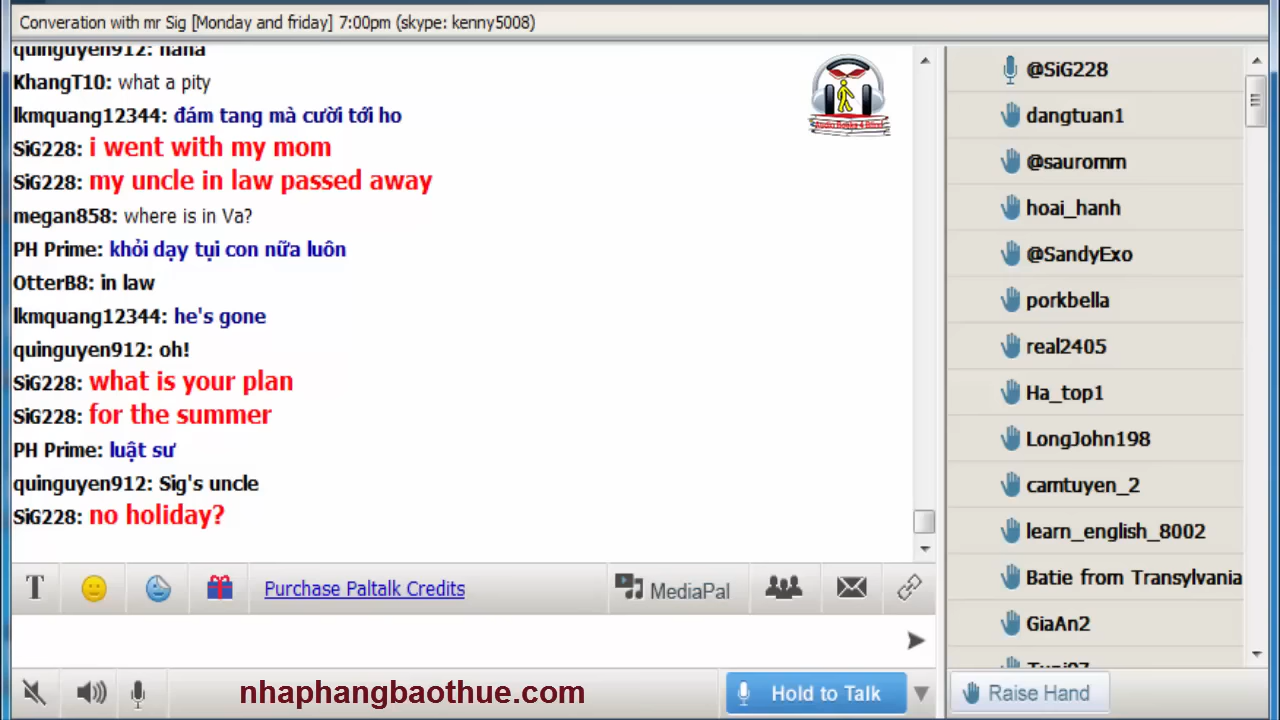 Converation with mr Sig [Monday and friday] 7:00pm (skype: kenny5008)
quinguyen912: haha
KhangT10: what a pity
lkmquang12344: đám tang mà cười tới ho
SiG228: i went with my mom
SiG228: my uncle in law passed away
megan858: where is in Va?
PH Prime: khỏi dạy tụi con nữa luôn
OtterB8: in law
lkmquang12344: he's gone
quinguyen912: oh!
SiG228: what is your plan
SiG228: for the summer
PH Prime: luật sư
quinguyen912: Sig's uncle
SiG228: no holiday?
T
Purchase Paltalk Credits
MediaPal
nhaphangbaothue.com
Hold to Talk
@SiG228
dangtuan1
@sauromm
hoai_hanh
@SandyExo
porkbella
real2405
Ha_top1
LongJohn198
camtuyen_2
learn_english_8002
Batie from Transylvania
GiaAn2
Raise Hand